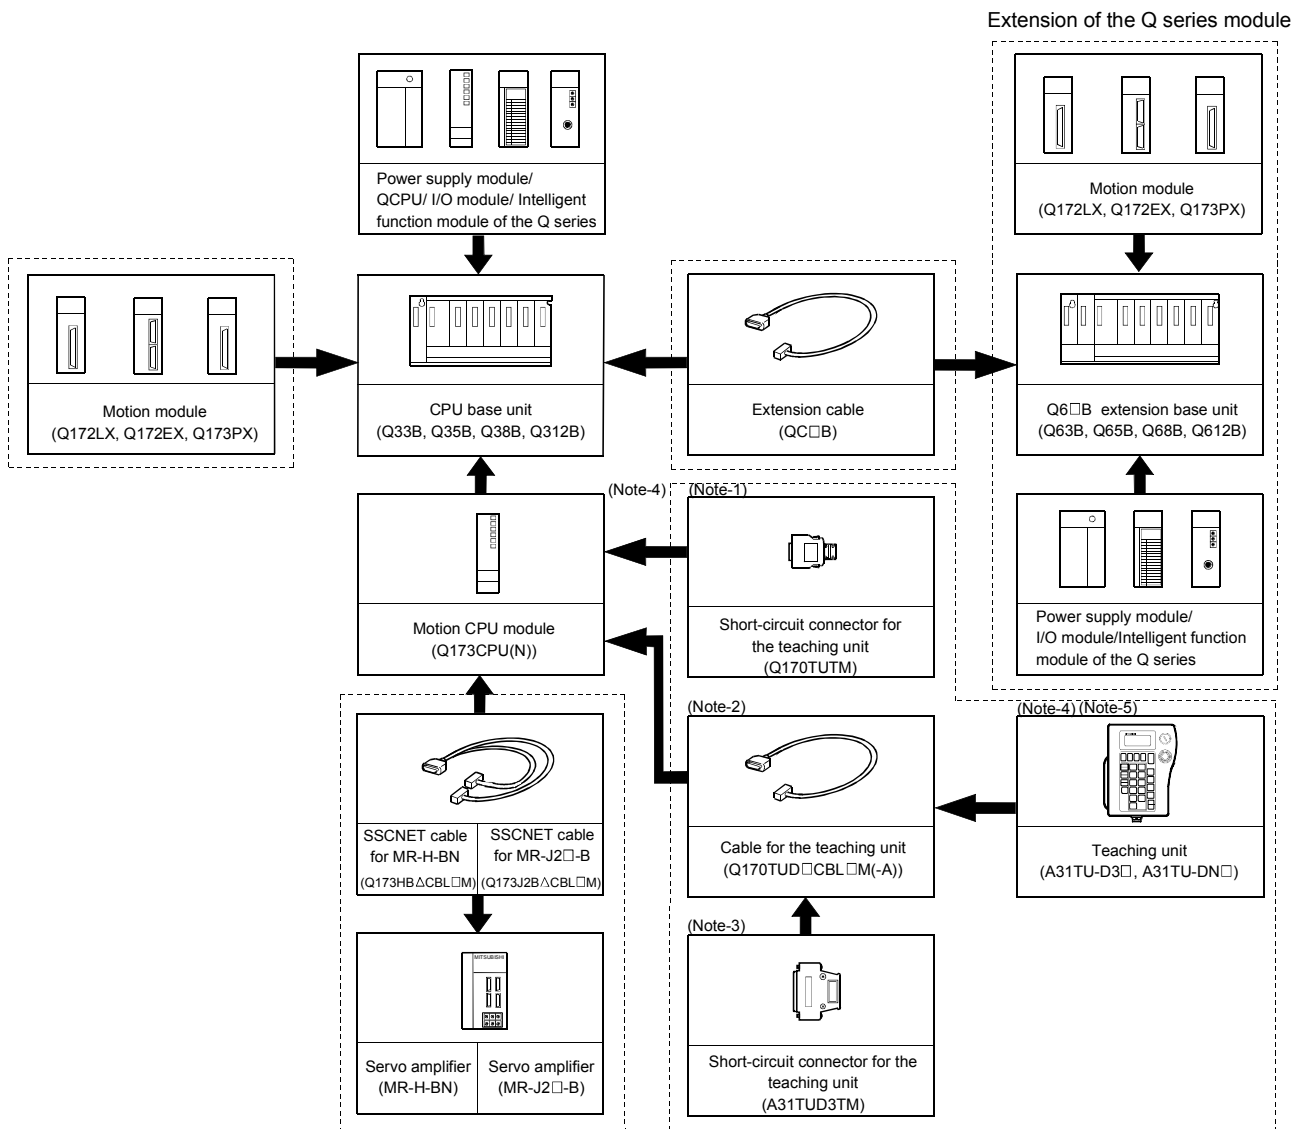 Extension of the Q series module
Power supply module/
QCPU/ I/O module/ Intelligent
function module of the Q series
Motion module
(Q172LX, Q172EX, Q173PX)
Motion module
(Q172LX, Q172EX, Q173PX)
CPU base unit
(Q33B, Q35B, Q38B, Q312B)
Extension cable
(QC□B)
Q6□B extension base unit
(Q63B, Q65B, Q68B, Q612B)
(Note-4)
(Note-1)
Motion CPU module
(Q173CPU(N))
Short-circuit connector for
the teaching unit
(Q170TUTM)
Power supply module/
I/O module/Intelligent function
module of the Q series
(Note-2)
(Note-4) (Note-5)
SSCNET cable
for MR-H-BN
(Q173HB△CBL□M)
SSCNET cable
for MR-J2□-B
(Q173J2B△CBL□M)
Cable for the teaching unit
(Q170TUD□CBL□M(-A))
Teaching unit
(A31TU-D3□, A31TU-DN□)
(Note-3)
MITSUBISHI
Servo amplifier
(MR-H-BN)
Servo amplifier
(MR-J2□-B)
Short-circuit connector for the
teaching unit
(A31TUD3TM)